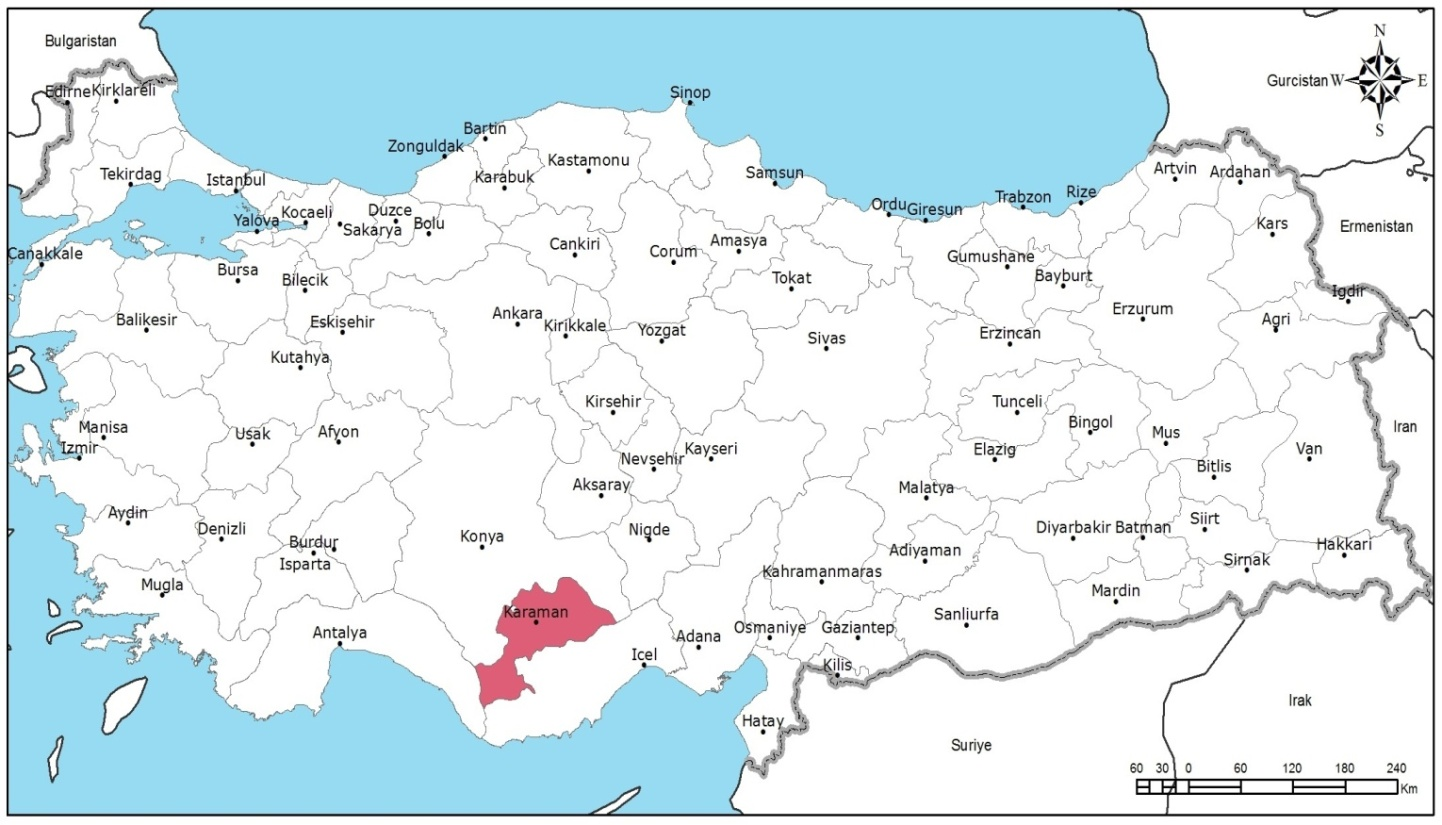 Bulgaristan
N
Gurcistan W E
S
Edirne Kirklareli
Sinop
Bartin
Zonguldak
Kastamonu
Karabuk
Tekirdag
Istanbul
Samsun
Artvin
Ardahan
Rize
Trabzon
Ordu
Giresun
Kars
Ermenistan
Yalova
Kocaeli
Sakarya
Duzce
Bolu
Canakkale
Cankiri
Corum
Amasya
Gumushane
Bayburt
Bursa
Bilecik
Tokat
Igdir
Balikesir
Eskisehir
Ankara
Kirikkale
Yozgat
Sivas
Erzincan
Erzurum
Agri
Kutahya
Kirsehir
Tunceli
Bingol
Mus
Iran
Manisa
Izmir
Usak
Afyon
Nevsehir
Kayseri
Elazig
Bitlis
Van
Aksaray
Malatya
Aydin
Denizli
Burdur
Isparta
Konya
Nigde
Diyarbakir
Batman
Siirt
Adiyaman
Sirnak
Hakkari
Mugla
Kahramanmaras
Mardin
Karaman
Antalya
Icel
Adana
Osmaniye
Gaziantep
Sanliurfa
Kilis
Hatay
Suriye
Irak
60 30 0 60 120 180 240
Km